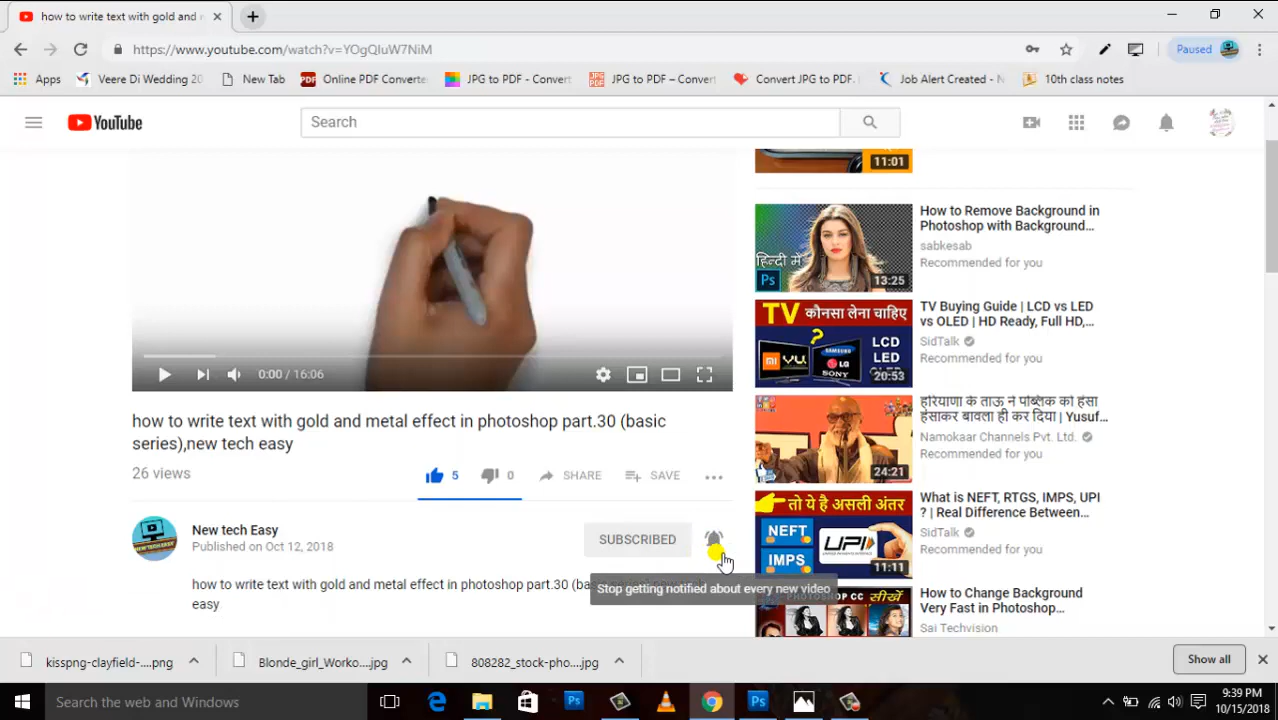 how to write text with gold and
https://www.youtube.com/watch?v=YOgQIuW7NiM
Paused
Apps
Veere Di Wedding 20
New Tab
Online PDF Converte
JPG to PDF - Convert
JPG to PDF – Convert
Convert JPG to PDF.
Job Alert Created - N
10th class notes
YouTube
Search
11:01
हिन्दी में
Ps
13:25
How to Remove Background in
Photoshop with Background...
sabkesab
Recommended for you
TV कौनसा लेना चाहिए
?
SAMSUNG
LG
SONY
LCD
LED
OLED
20:53
TV Buying Guide | LCD vs LED
vs OLED | HD Ready, Full HD,...
SidTalk
Recommended for you
24:21
हरियाणा के ताऊ ने पब्लिक को हंसा
हंसाकर बावला ही कर दिया | Yusuf...
Namokaar Channels Pvt. Ltd.
Recommended for you
तो ये है असली अंतर
NEFT
IMPS
UPI
11:11
What is NEFT, RTGS, IMPS, UPI
? | Real Difference Between...
SidTalk
Recommended for you
PHOTOSHOP CC सीखें
How to Change Background
Very Fast in Photoshop...
Sai Techvision
0:00 / 16:06
how to write text with gold and metal effect in photoshop part.30 (basic
series),new tech easy
26 views
5
0
SHARE
SAVE
New tech Easy
Published on Oct 12, 2018
SUBSCRIBED
how to write text with gold and metal effect in photoshop part.30 (ba
easy
Stop getting notified about every new video
kisspng-clayfield-....png
Blonde_girl_Worko....jpg
808282_stock-pho....jpg
Show all
Search the web and Windows
9:39 PM
10/15/2018